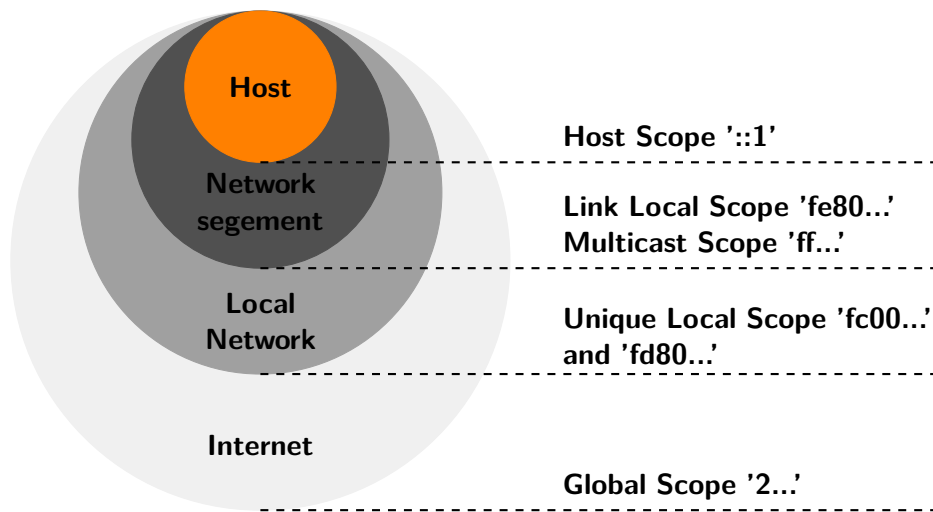 Host
Host Scope '::1'
Network
segement
Link Local Scope 'fe80...'
Multicast Scope 'ff...'
Local
Network
Unique Local Scope 'fc00...'
and 'fd80...'
Internet
Global Scope '2...'